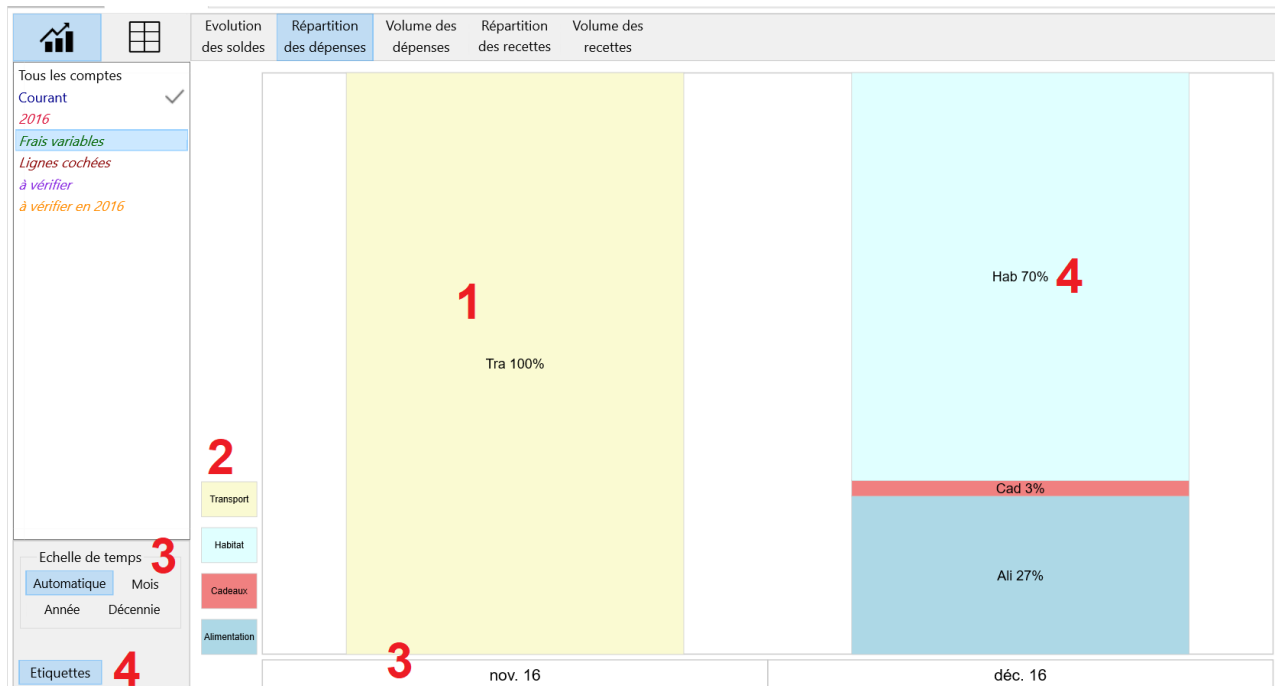 Evolution
des soldes
Répartition
des dépenses
Volume des
dépenses
Répartition
des recettes
Volume des
recettes
Tous les comptes
Courant
2016
Frais variables
Lignes cochées
à vérifier
à vérifier en 2016
Hab 70% 4
1
Tra 100%
2
Cad 3%
Transport
Habitat
Cadeaux
Alimentation
Ali 27%
Echelle de temps 3
Automatique Mois
Année Décennie
Etiquettes 4
3
nov. 16 déc. 16